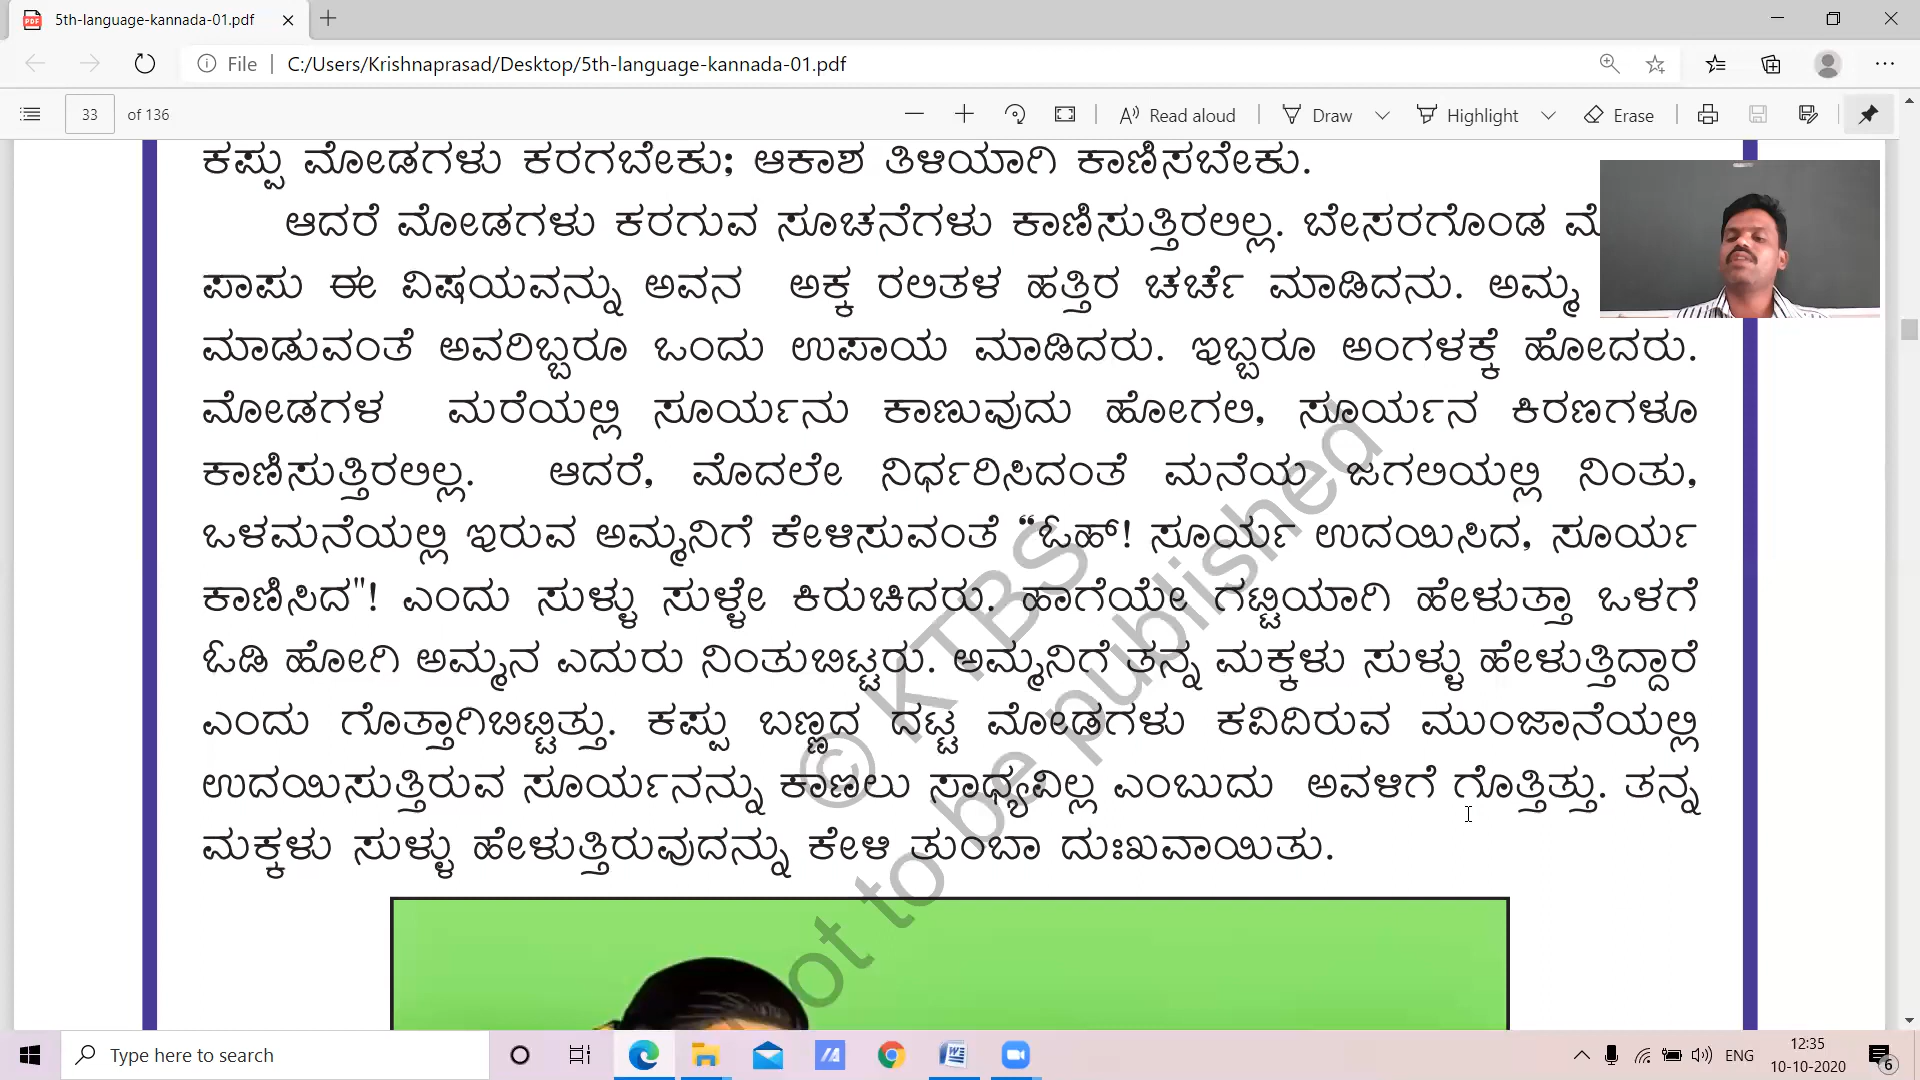 5th-language-kannada-01.pdf
File | C:/Users/Krishnaprasad/Desktop/5th-language-kannada-01.pdf
33 of 136 Read aloud Draw Highlight Erase
ಕಪ್ಪು ಮೋಡಗಳು ಕರಗಬೇಕು; ಆಕಾಶ ತಿಳಿಯಾಗಿ ಕಾಣಿಸಬೇಕು.
ಆದರೆ ಮೋಡಗಳು ಕರಗುವ ಸೂಚನೆಗಳು ಕಾಣಿಸುತ್ತಿರಲಿಲ್ಲ. ಬೇಸರಗೊಂಡ
ಪಾಪು ಈ ವಿಷಯವನ್ನು ಅವನ ಅಕ್ಕ ರಲಿತಳ ಹತ್ತಿರ ಚರ್ಚೆ ಮಾಡಿದನು. ಅಮ್ಮ
ಮಾಡುವಂತೆ ಅವರಿಬ್ಬರೂ ಒಂದು ಉಪಾಯ ಮಾಡಿದರು. ಇಬ್ಬರೂ ಅಂಗಳಕ್ಕೆ ಹೋದರು.
ಮೋಡಗಳ ಮರೆಯಲ್ಲಿ ಸೂರ್ಯನು ಕಾಣುವುದು ಹೋಗಲಿ, ಸೂರ್ಯನ ಕಿರಣಗಳೂ
ಕಾಣಿಸುತ್ತಿರಲಿಲ್ಲ. ಆದರೆ, ಮೊದಲೇ ನಿರ್ಧರಿಸಿದಂತೆ ಮನೆಯ ಜಗಲಿಯಲ್ಲಿ ನಿಂತು,
ಒಳಮನೆಯಲ್ಲಿ ಇರುವ ಅಮ್ಮನಿಗೆ ಕೇಳಿಸುವಂತೆ “ಓಹ್! ಸೂರ್ಯ ಉದಯಿಸಿದ, ಸೂರ್ಯ
ಕಾಣಿಸಿದ"! ಎಂದು ಸುಳ್ಳು ಸುಳ್ಳೇ ಕಿರುಚಿದರು. ಹಾಗೆಯೇ ಗಟ್ಟಿಯಾಗಿ ಹೇಳುತ್ತಾ ಒಳಗೆ
ಓಡಿ ಹೋಗಿ ಅಮ್ಮನ ಎದುರು ನಿಂತುಬಿಟ್ಟರು. ಅಮ್ಮನಿಗೆ ತನ್ನ ಮಕ್ಕಳು ಸುಳ್ಳು ಹೇಳುತ್ತಿದ್ದಾರೆ
ಎಂದು ಗೊತ್ತಾಗಿಬಿಟ್ಟಿತ್ತು. ಕಪ್ಪು ಬಣ್ಣದ ದಟ್ಟ ಮೋಡಗಳು ಕವಿದಿರುವ ಮುಂಜಾನೆಯಲ್ಲಿ
ಉದಯಿಸುತ್ತಿರುವ ಸೂರ್ಯನನ್ನು ಕಾಣಲು ಸಾಧ್ಯವಿಲ್ಲ ಎಂಬುದು ಅವಳಿಗೆ ಗೊತ್ತಿತ್ತು. ತನ್ನ
ಮಕ್ಕಳು ಸುಳ್ಳು ಹೇಳುತ್ತಿರುವುದನ್ನು ಕೇಳಿ ತುಂಬಾ ದುಃಖವಾಯಿತು.
© KTBS
not to be published
Type here to search
ENG
12:35
10-10-2020
6